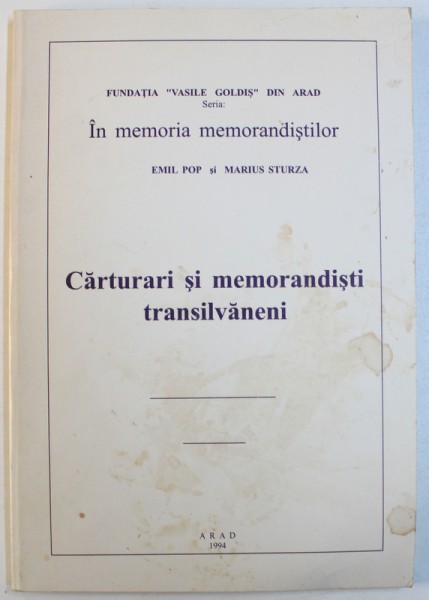 FUNDAȚIA "VASILE GOLDIȘ" DIN ARAD
Seria:
În memoria memorandiștilor
EMIL POP și MARIUS STURZA
Cărturari și memorandiști
transilvăneni
ARAD
1994